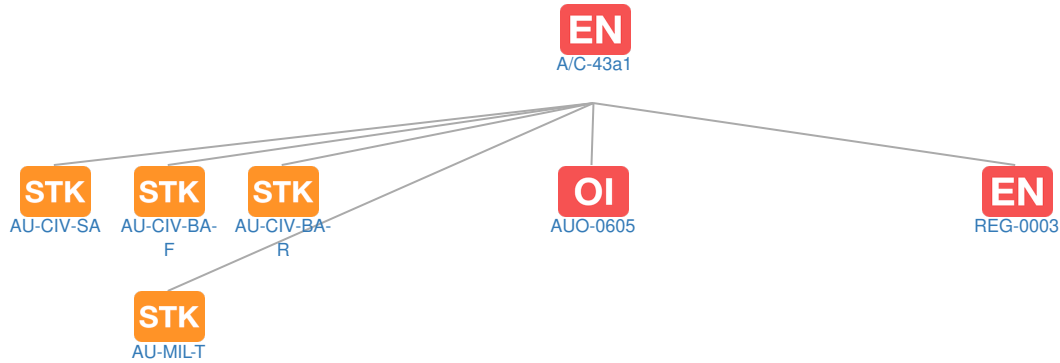 EN
A/C-43a1
STK
STK
STK
OI
EN
AU-CIV-SA
AU-CIV-BA-
F
AU-CIV-BA-
R
AUO-0605
REG-0003
STK
AU-MIL-T